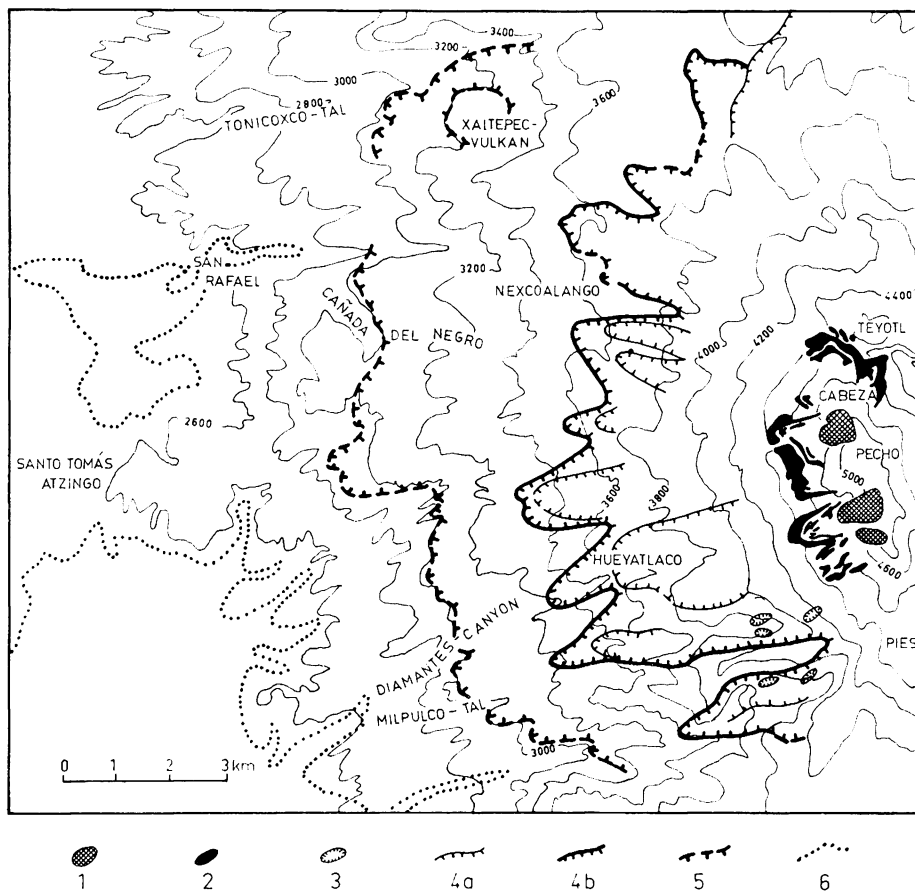 3400
3200
3000
2800
TONICOXCO-TAL
XALTEPEC-
VULKAN
3600
SAN
RAFAEL
3200
NEXCOALANGO
4400
4200
4000
TEYOTL
CAÑADA
DEL NEGRO
CABEZA
2600
PECHO
SANTO TOMÁS
ATZINGO
5000
3600
3800
HUEYATLACO
4600
DIAMANTES-CANYON
PIES
MILPULCO-TAL
3000
0 1 2 3 km
1 2 3 4a 4b 5 6